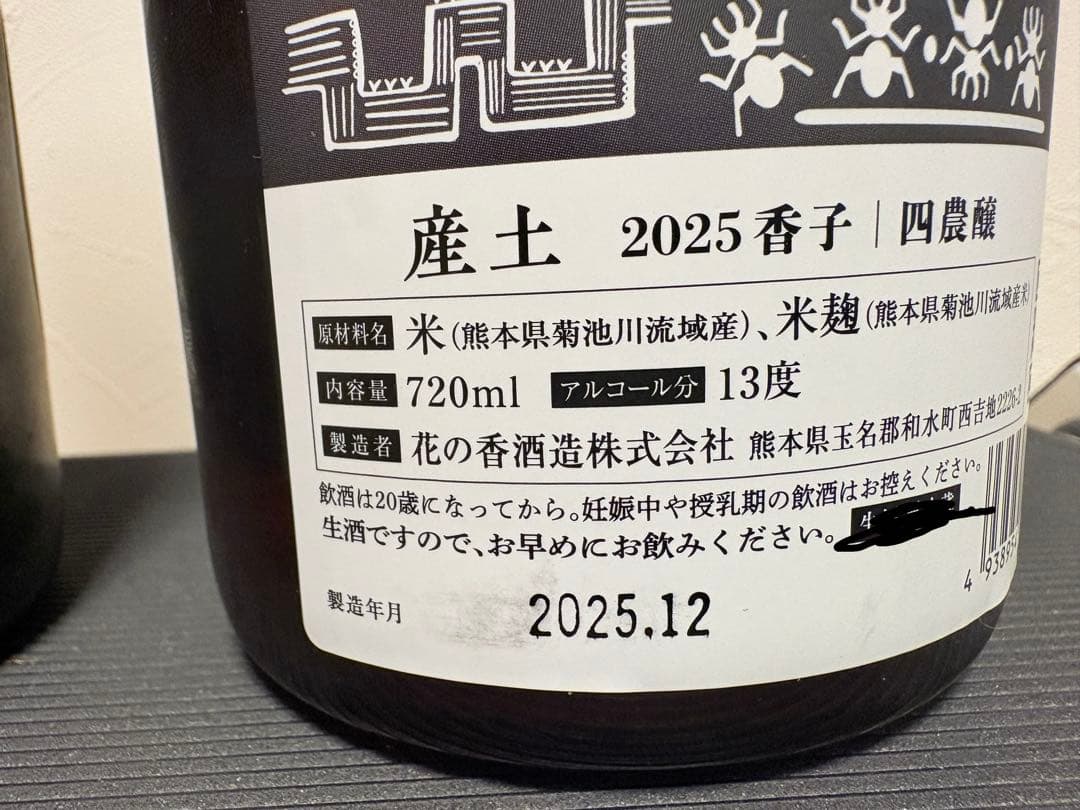 産土 2025 香子|四農醸
原材料名 米(熊本県菊池川流域産)、米麹(熊本県菊池川流域産米)
内容量 720ml アルコール分 13度
製造者 花の香酒造株式会社 熊本県玉名郡和水町西吉地2226-2
飲酒は20歳になってから。妊娠中や授乳期の飲酒はお控えください。
生酒ですので、お早めにお飲みください。
製造年月 2025.12